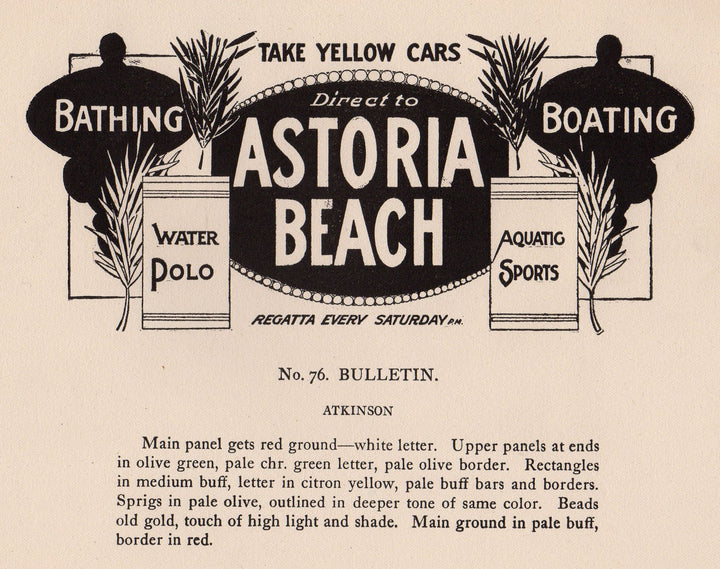 TAKE YELLOW CARS
BATHING
Direct to
BOATING
ASTORIA
BEACH
WATER
POLO
AQUATIC
SPORTS
REGATTA EVERY SATURDAY P.M.
No. 76. BULLETIN.
ATKINSON
Main panel gets red ground—white letter. Upper panels at ends
in olive green, pale chr. green letter, pale olive border. Rectangles
in medium buff, letter in citron yellow, pale buff bars and borders.
Sprigs in pale olive, outlined in deeper tone of same color. Beads
old gold, touch of high light and shade. Main ground in pale buff,
border in red.